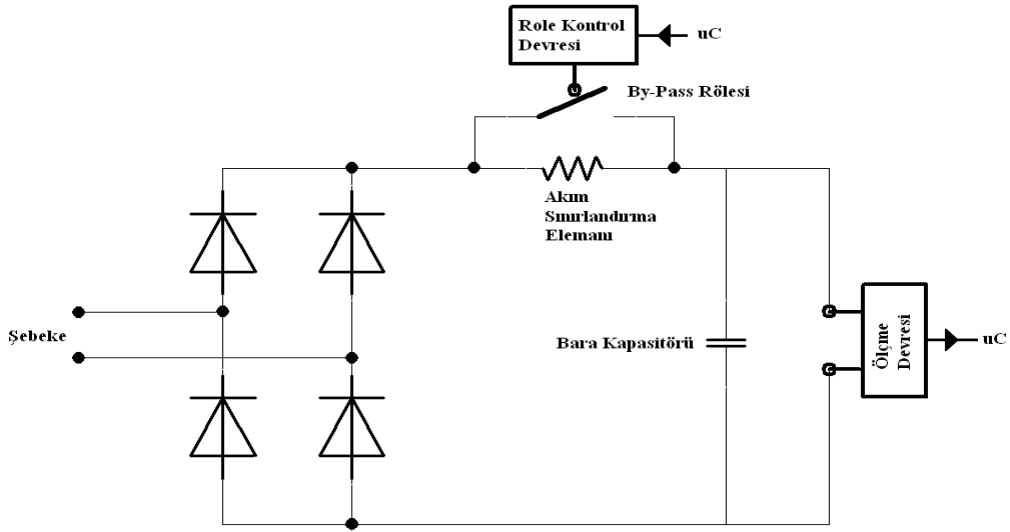 Role Kontrol
Devresi
uC
By-Pass Rölesi
Akım
Sınırlandırma
Elemanı
Şebeke
Bara Kapasitörü
Ölçme
Devresi
uC